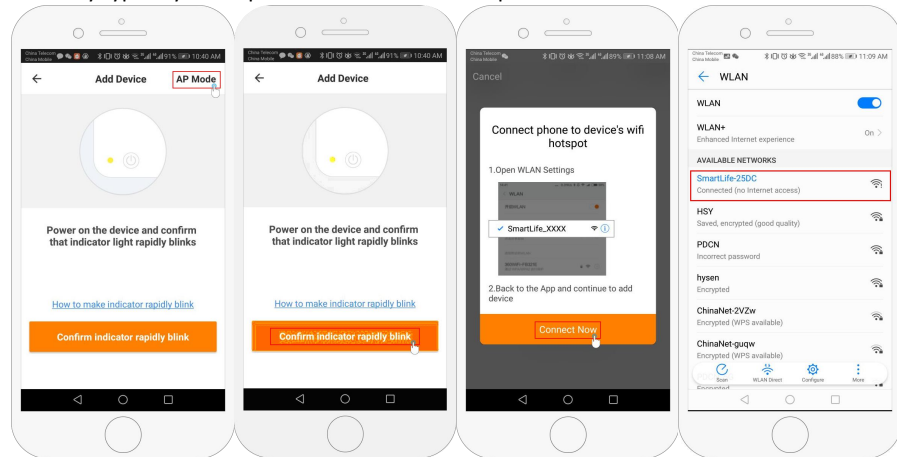 China Telecom
China Mobile
91% 10:40 AM
Add Device
AP Mode
Power on the device and confirm
that indicator light rapidly blinks
How to make indicator rapidly blink
Confirm indicator rapidly blink
China Telecom
China Mobile
91% 10:40 AM
Add Device
Power on the device and confirm
that indicator light rapidly blinks
How to make indicator rapidly blink
Confirm indicator rapidly blink
China Telecom
China Mobile
89% 11:08 AM
Cancel
Connect phone to device's wifi
hotspot
1.Open WLAN Settings
WLAN
SmartLife_XXXX
2.Back to the App and continue to add
device
Connect Now
China Telecom
China Mobile
88% 11:09 AM
WLAN
WLAN
WLAN+
Enhanced Internet experience
On
AVAILABLE NETWORKS
SmartLife-25DC
Connected (no Internet access)
HSY
Saved, encrypted (good quality)
PDCN
Incorrect password
hysen
Encrypted
ChinaNet-2VZw
Encrypted (WPS available)
ChinaNet-guqw
Encrypted (WPS available)
Scan
WLAN Direct
Configure
More
Encrypted